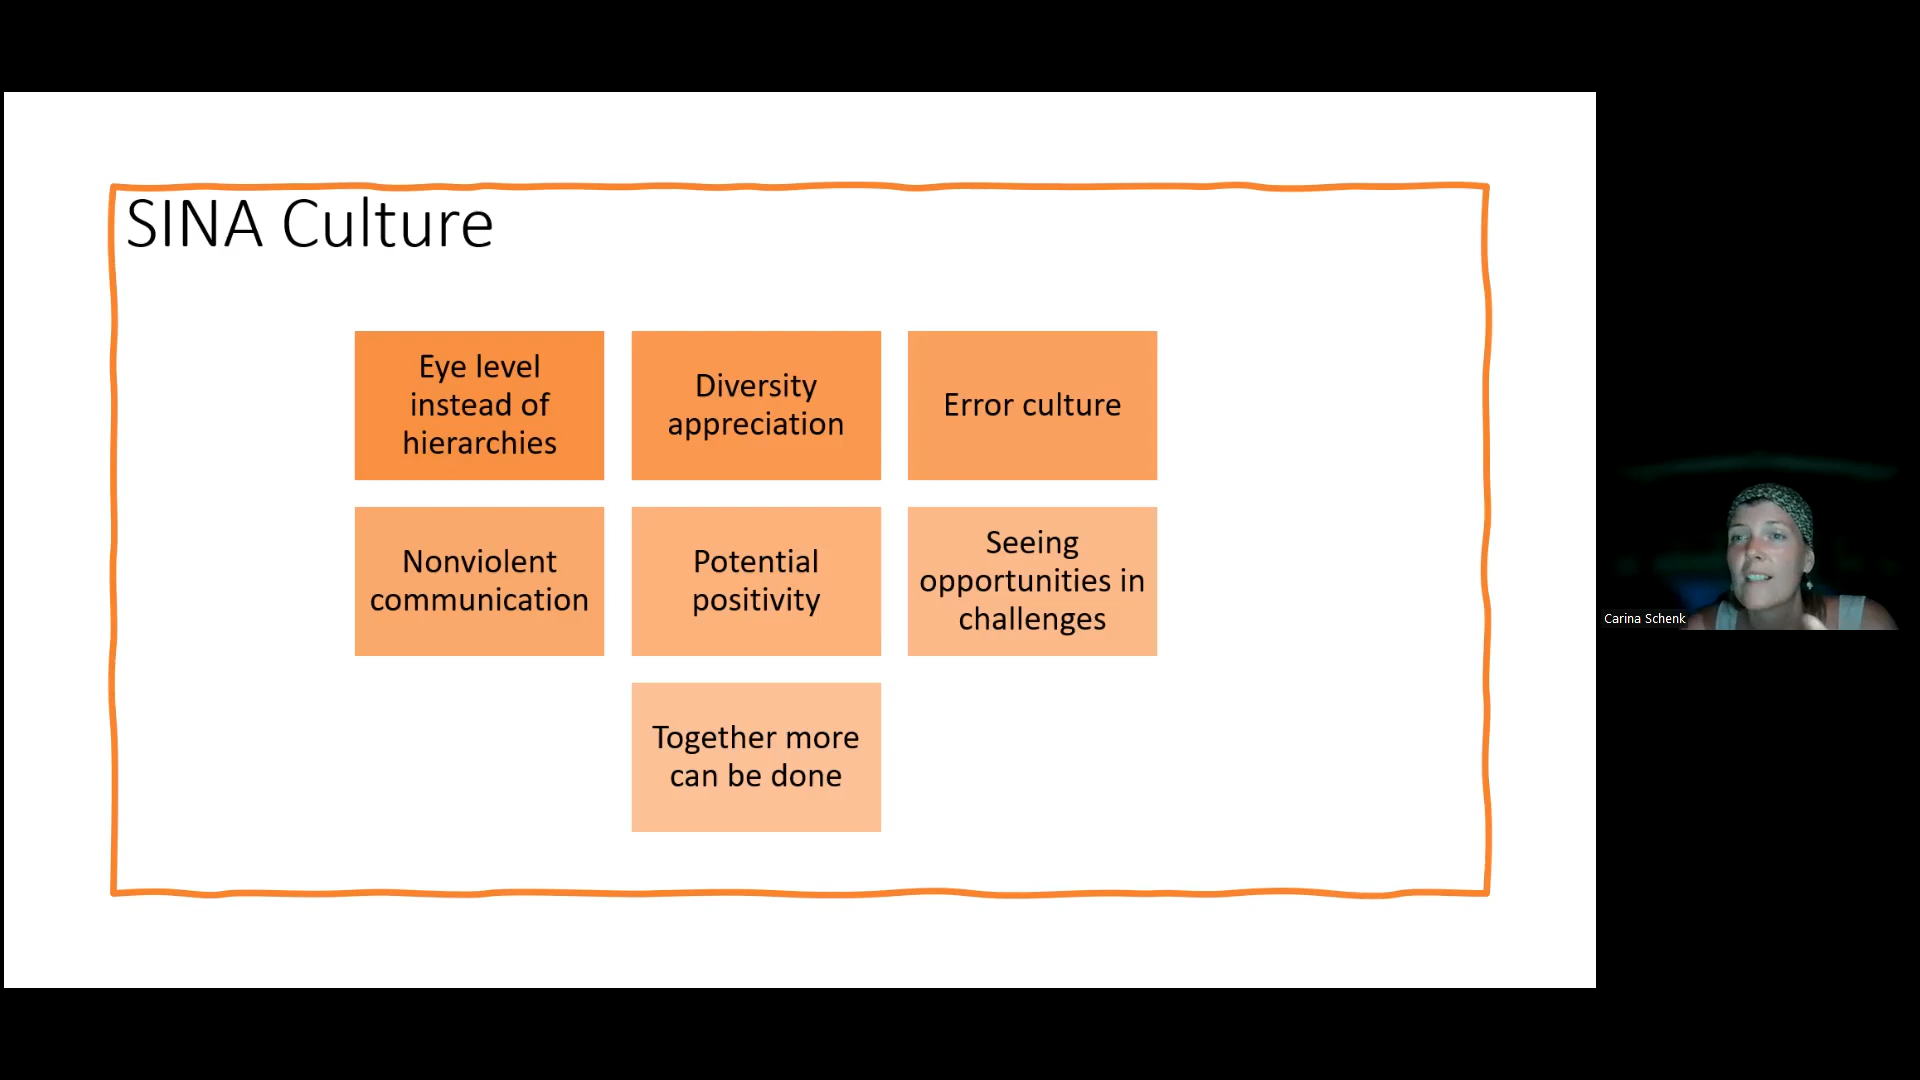 SINA Culture
Eye level
instead of
hierarchies
Diversity
appreciation
Error culture
Nonviolent
communication
Potential
positivity
Seeing
opportunities in
challenges
Together more
can be done
Carina Schenk